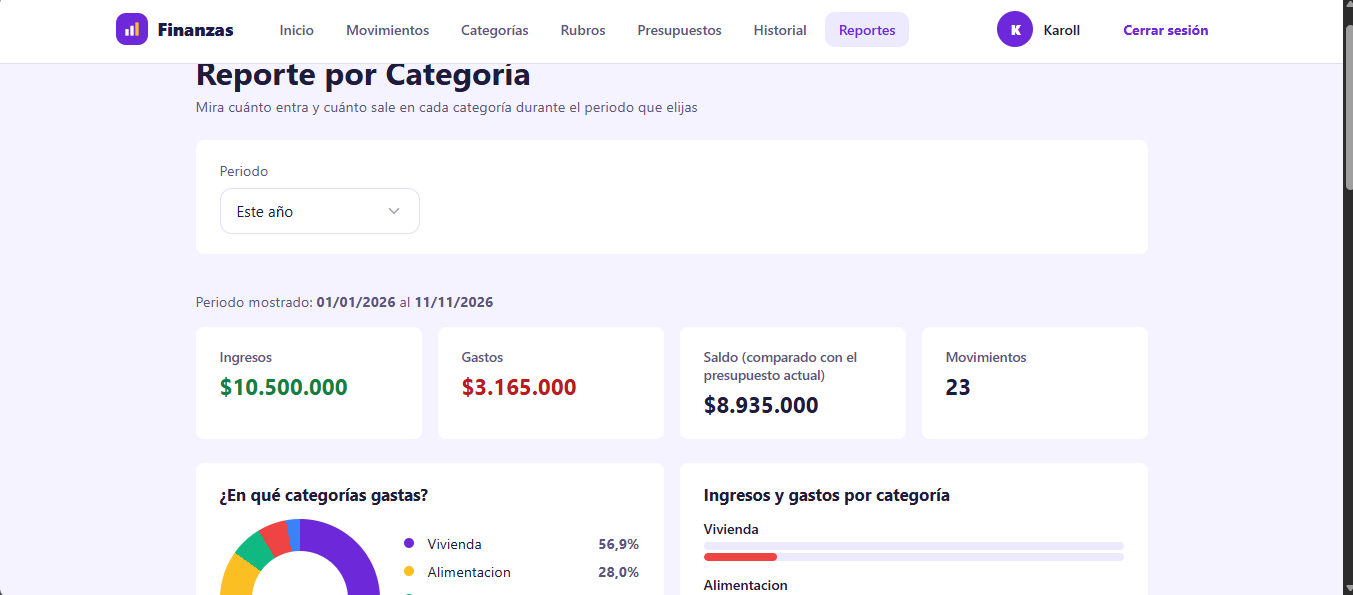 Finanzas
Inicio
Movimientos
Categorías
Rubros
Presupuestos
Historial
Reportes
K
Karoll
Cerrar sesión
Reporte por Categoría
Mira cuánto entra y cuánto sale en cada categoría durante el periodo que elijas
Periodo
Este año
Periodo mostrado: 01/01/2026 al 11/11/2026
Ingresos
$10.500.000
Gastos
$3.165.000
Saldo (comparado con el
presupuesto actual)
$8.935.000
Movimientos
23
¿En qué categorías gastas?
Vivienda 56,9%
Alimentacion 28,0%
Ingresos y gastos por categoría
Vivienda
Alimentacion